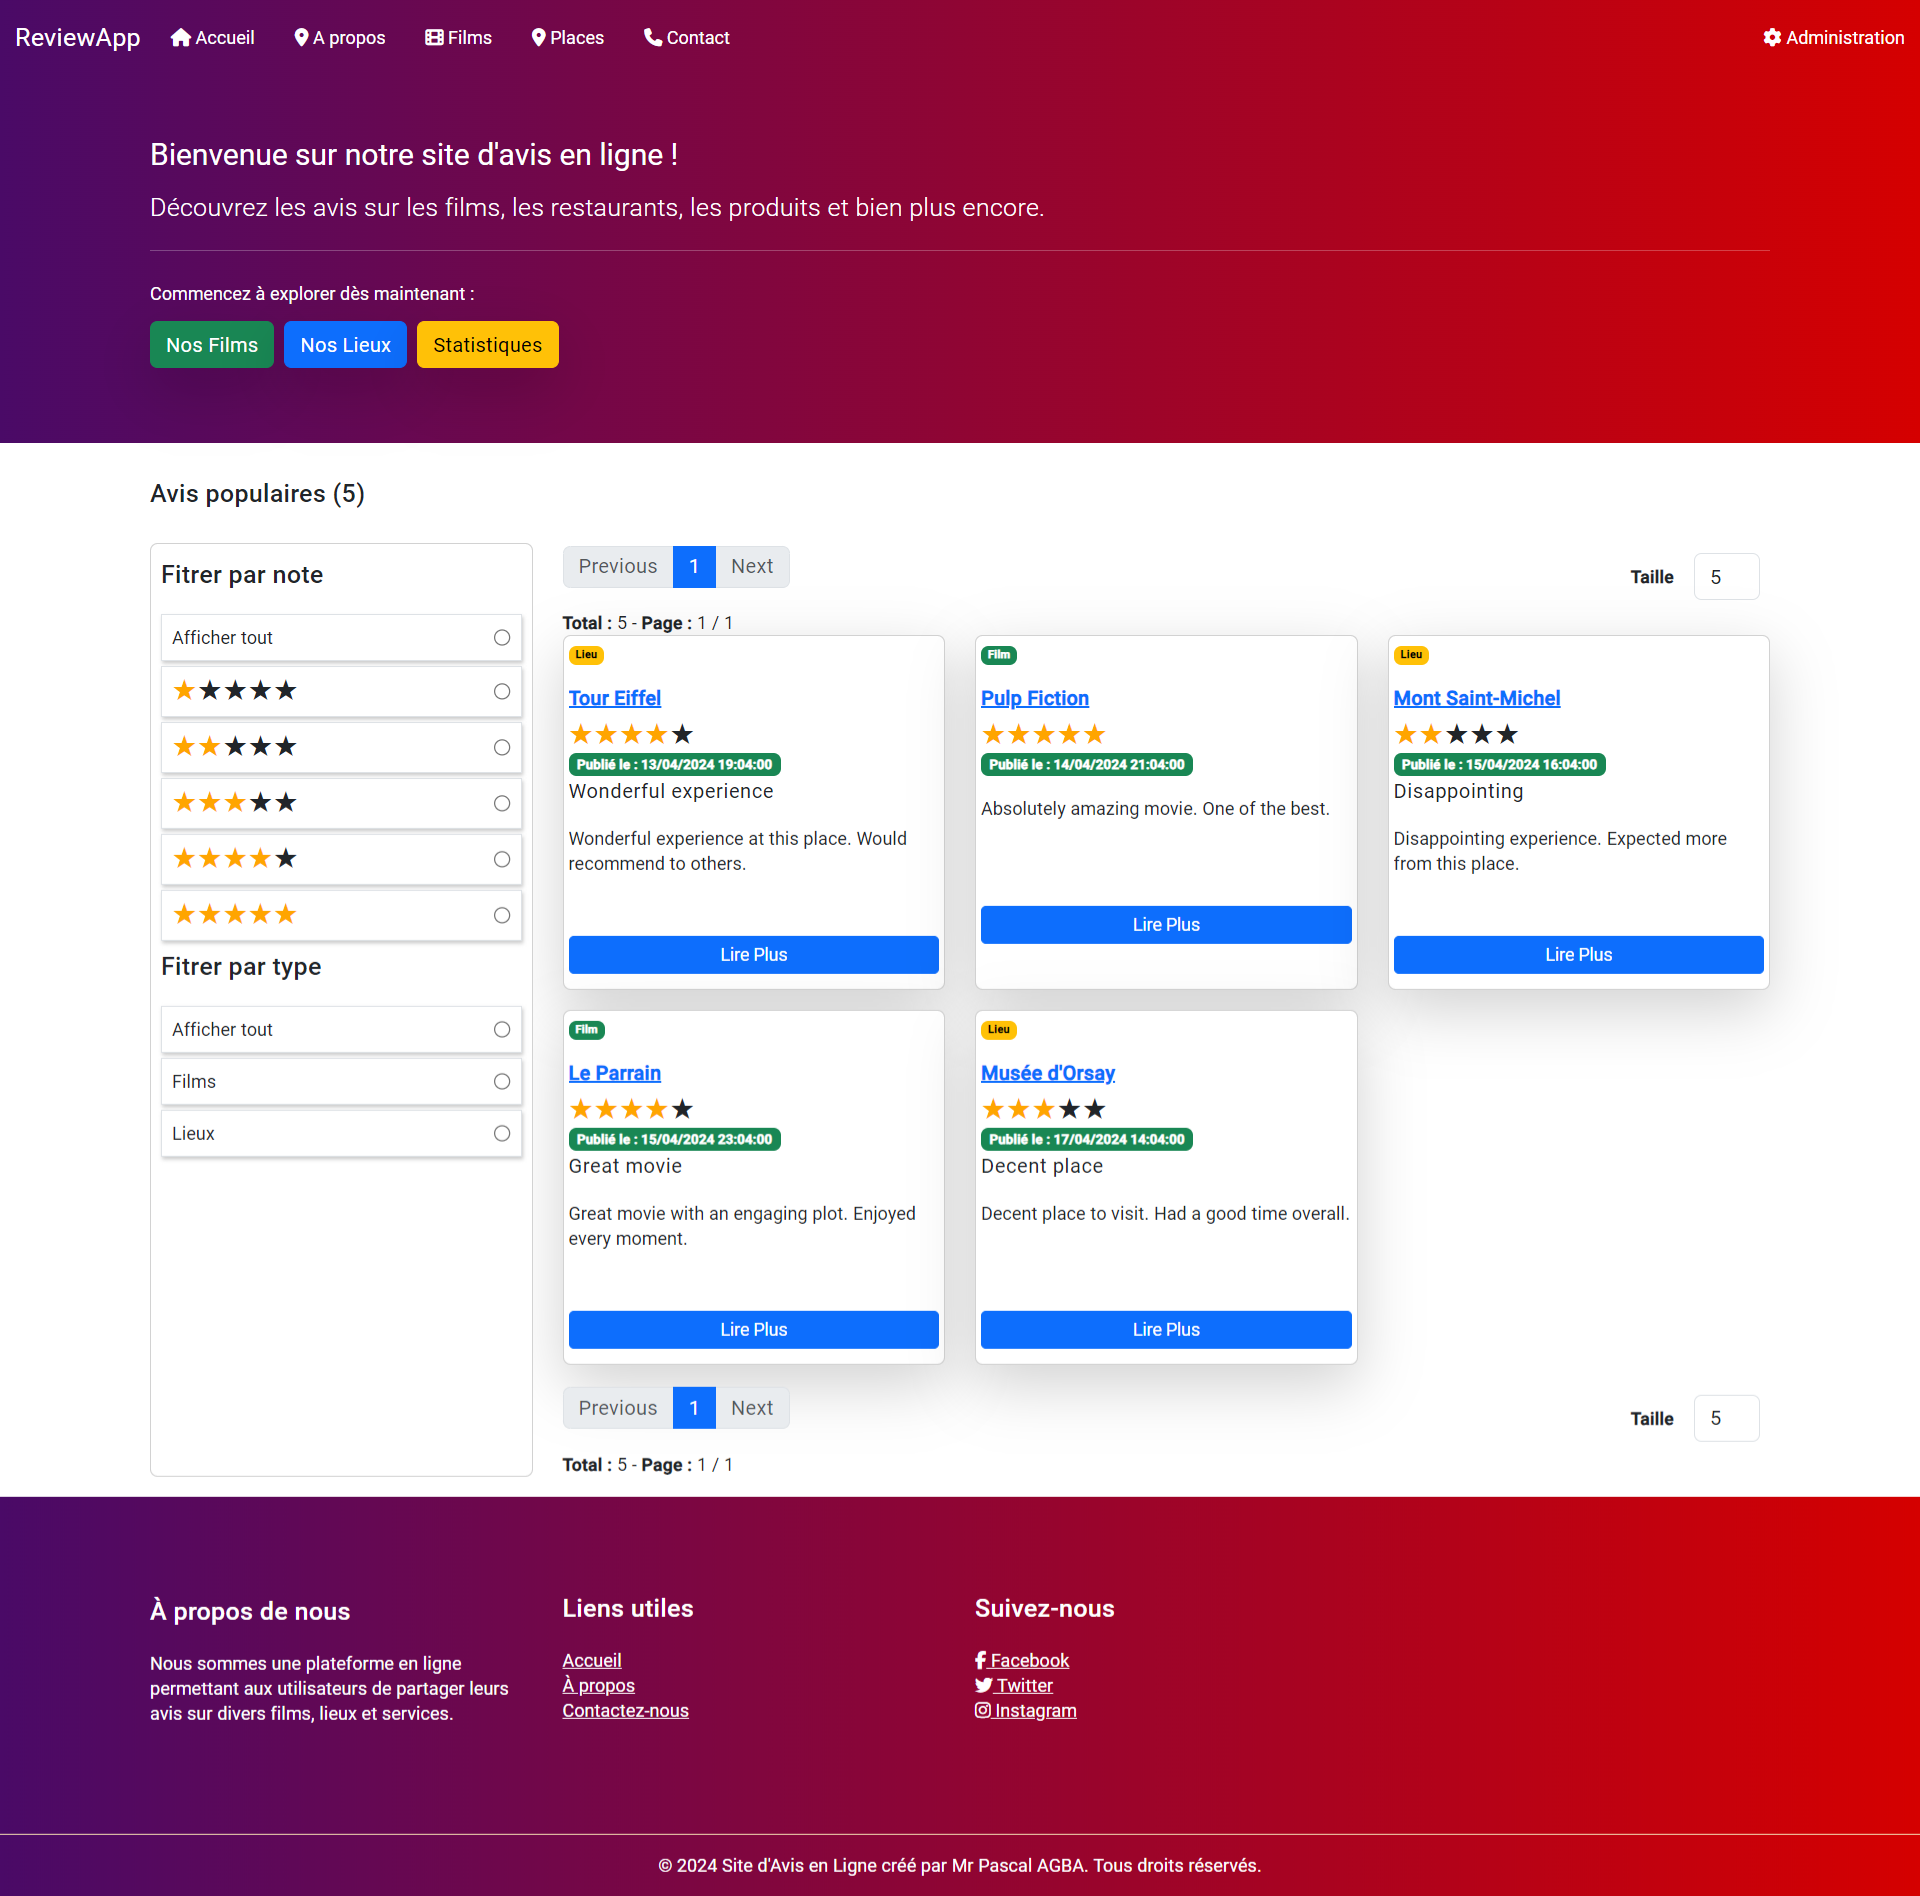 ReviewApp Accueil A propos Films Places Contact Administration
Bienvenue sur notre site d'avis en ligne !
Découvrez les avis sur les films, les restaurants, les produits et bien plus encore.
Commencez à explorer dès maintenant :
Nos Films Nos Lieux Statistiques
Avis populaires (5)
Fitrer par note
Afficher tout
Fitrer par type
Afficher tout
Films
Lieux
Previous 1 Next
Taille 5
Total : 5 - Page : 1 / 1
Lieu
Tour Eiffel
Publié le : 13/04/2024 19:04:00
Wonderful experience
Wonderful experience at this place. Would
recommend to others.
Lire Plus
Film
Pulp Fiction
Publié le : 14/04/2024 21:04:00
Absolutely amazing movie. One of the best.
Lire Plus
Lieu
Mont Saint-Michel
Publié le : 15/04/2024 16:04:00
Disappointing
Disappointing experience. Expected more
from this place.
Lire Plus
Film
Le Parrain
Publié le : 15/04/2024 23:04:00
Great movie
Great movie with an engaging plot. Enjoyed
every moment.
Lire Plus
Lieu
Musée d'Orsay
Publié le : 17/04/2024 14:04:00
Decent place
Decent place to visit. Had a good time overall.
Lire Plus
Previous 1 Next
Taille 5
Total : 5 - Page : 1 / 1
À propos de nous
Nous sommes une plateforme en ligne
permettant aux utilisateurs de partager leurs
avis sur divers films, lieux et services.
Liens utiles
Accueil
À propos
Contactez-nous
Suivez-nous
Facebook
Twitter
Instagram
© 2024 Site d'Avis en Ligne créé par Mr Pascal AGBA. Tous droits réservés.